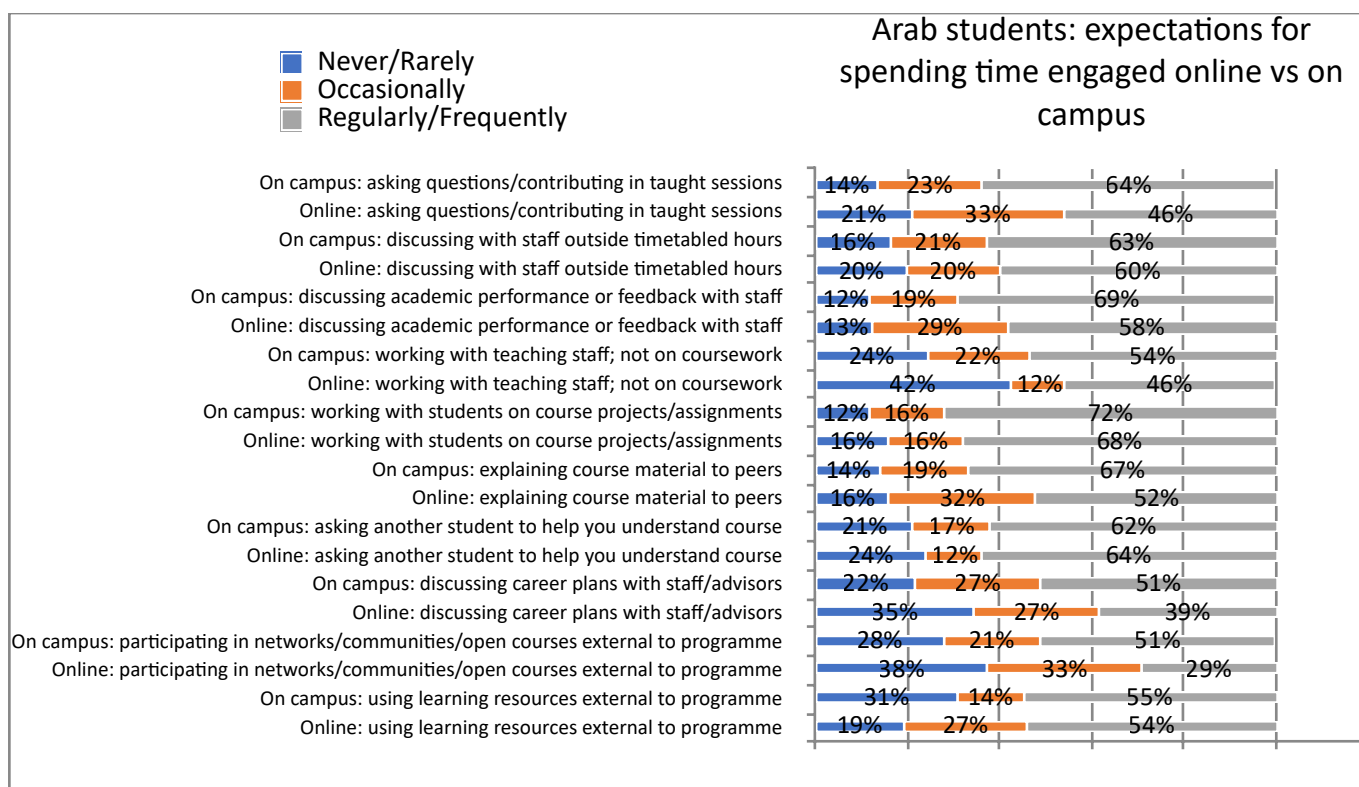 Arab students: expectations for
spending time engaged online vs on
campus
Never/Rarely
Occasionally
Regularly/Frequently
On campus: asking questions/contributing in taught sessions 14% 23% 64%
Online: asking questions/contributing in taught sessions 21% 33% 46%
On campus: discussing with staff outside timetabled hours 16% 21% 63%
Online: discussing with staff outside timetabled hours 20% 20% 60%
On campus: discussing academic performance or feedback with staff 12% 19% 69%
Online: discussing academic performance or feedback with staff 13% 29% 58%
On campus: working with teaching staff; not on coursework 24% 22% 54%
Online: working with teaching staff; not on coursework 42% 12% 46%
On campus: working with students on course projects/assignments 12% 16% 72%
Online: working with students on course projects/assignments 16% 16% 68%
On campus: explaining course material to peers 14% 19% 67%
Online: explaining course material to peers 16% 32% 52%
On campus: asking another student to help you understand course 21% 17% 62%
Online: asking another student to help you understand course 24% 12% 64%
On campus: discussing career plans with staff/advisors 22% 27% 51%
Online: discussing career plans with staff/advisors 35% 27% 39%
On campus: participating in networks/communities/open courses external to programme 28% 21% 51%
Online: participating in networks/communities/open courses external to programme 38% 33% 29%
On campus: using learning resources external to programme 31% 14% 55%
Online: using learning resources external to programme 19% 27% 54%